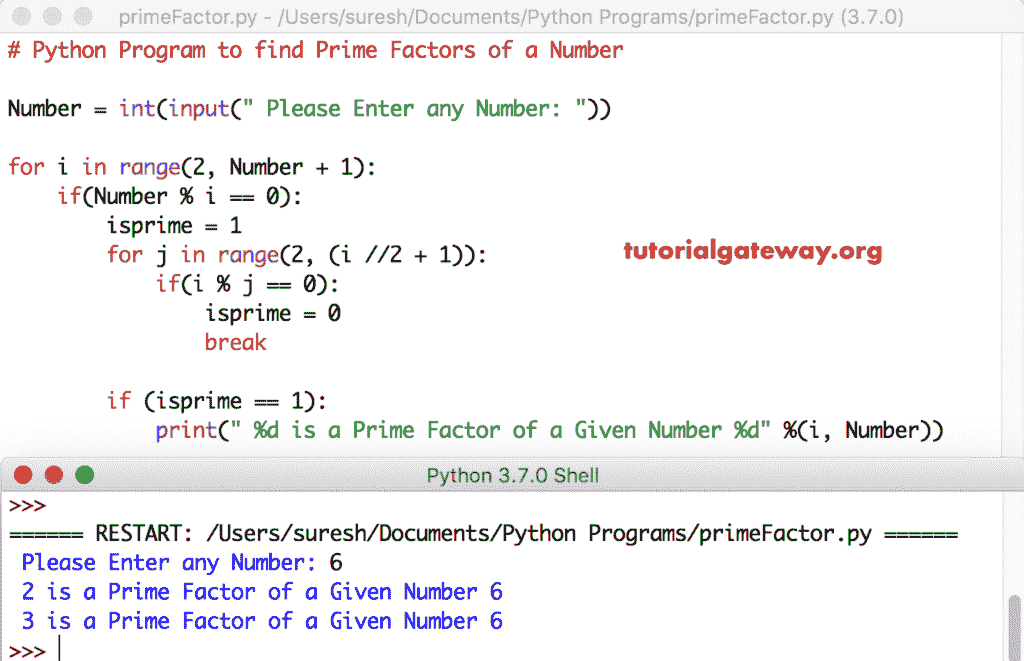 primeFactor.py - /Users/suresh/Documents/Python Programs/primeFactor.py (3.7.0)
# Python Program to find Prime Factors of a Number
Number = int(input(" Please Enter any Number: "))
for i in range(2, Number + 1):
    if(Number % i == 0):
        isprime = 1
        for j in range(2, (i //2 + 1)):
            if(i % j == 0):
                isprime = 0
                break
        if (isprime == 1):
            print(" %d is a Prime Factor of a Given Number %d" %(i, Number))
tutorialgateway.org
Python 3.7.0 Shell
>>>
====== RESTART: /Users/suresh/Documents/Python Programs/primeFactor.py ======
 Please Enter any Number: 6
 2 is a Prime Factor of a Given Number 6
 3 is a Prime Factor of a Given Number 6
>>>